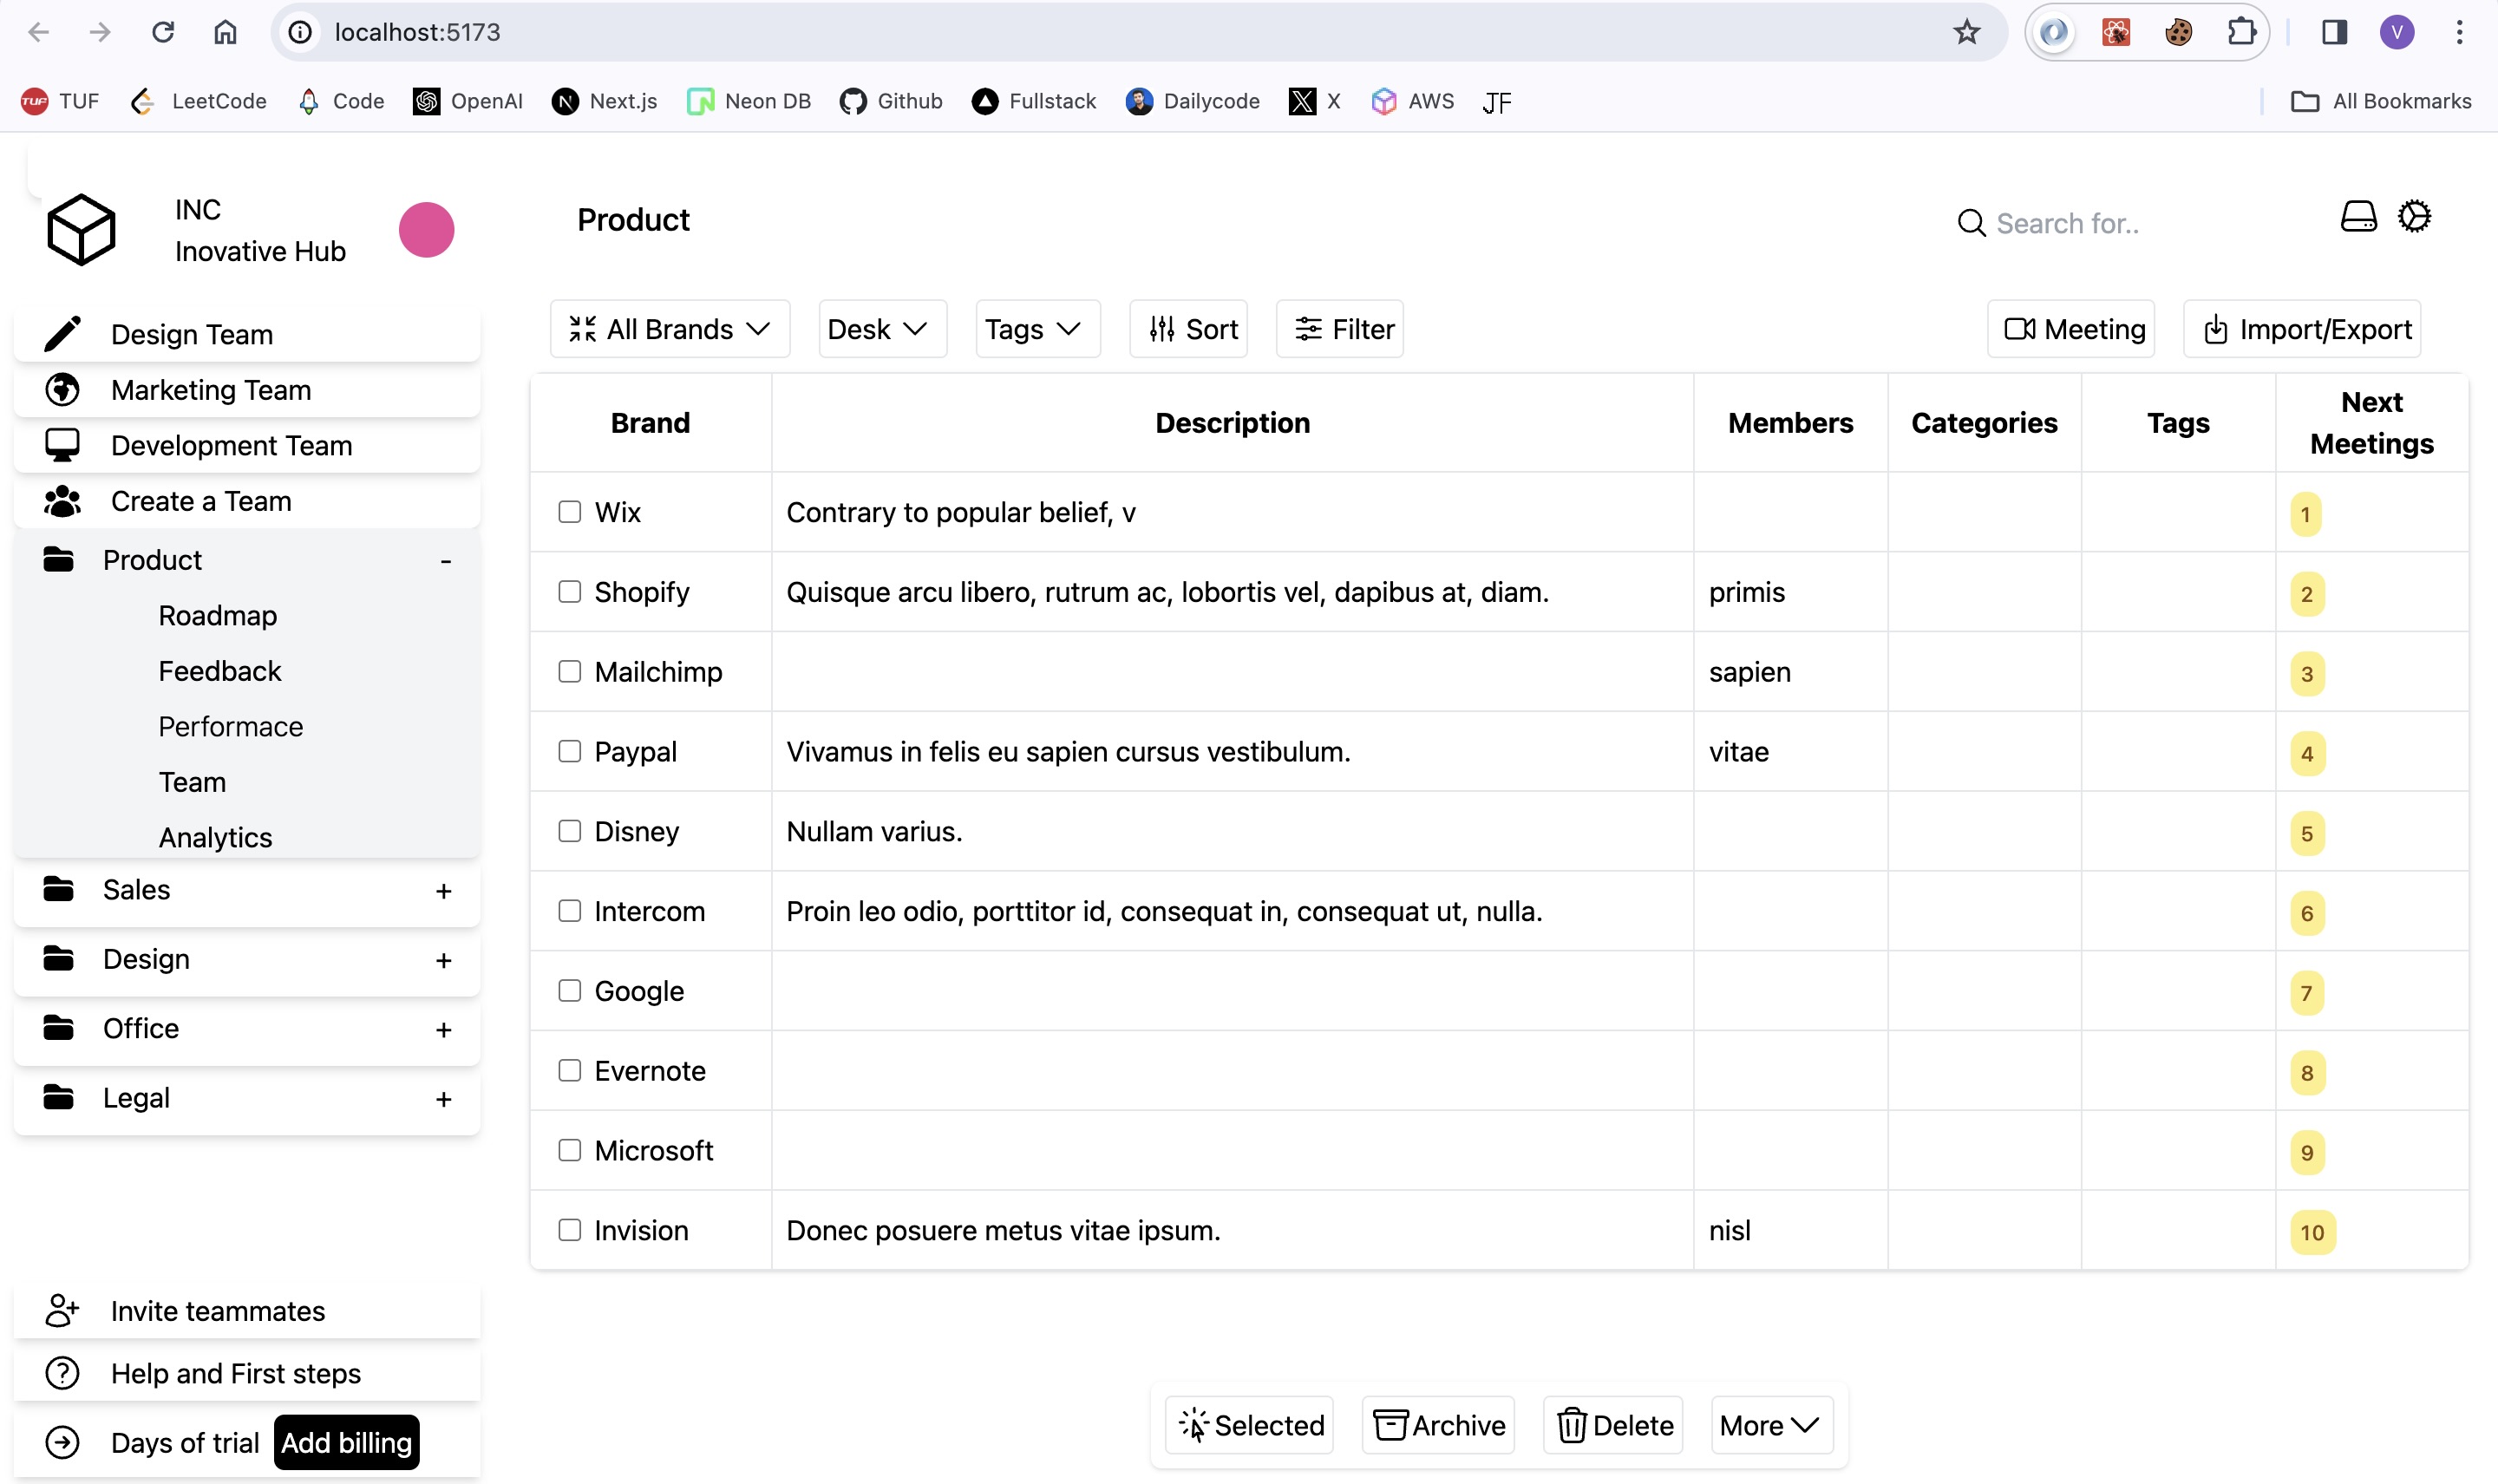 localhost:5173
V
TUF TUF LeetCode Code OpenAI N Next.js Neon DB Github Fullstack Dailycode X AWS JF All Bookmarks
INC
Inovative Hub
Product
Search for..
Design Team
Marketing Team
Development Team
Create a Team
Product -
Roadmap
Feedback
Performace
Team
Analytics
Sales +
Design +
Office +
Legal +
Invite teammates
Help and First steps
Days of trial Add billing
All Brands Desk Tags Sort Filter Meeting Import/Export
Brand Description Members Categories Tags Next
Meetings
Wix Contrary to popular belief, v 1
Shopify Quisque arcu libero, rutrum ac, lobortis vel, dapibus at, diam. primis 2
Mailchimp sapien 3
Paypal Vivamus in felis eu sapien cursus vestibulum. vitae 4
Disney Nullam varius. 5
Intercom Proin leo odio, porttitor id, consequat in, consequat ut, nulla. 6
Google 7
Evernote 8
Microsoft 9
Invision Donec posuere metus vitae ipsum. nisl 10
Selected Archive Delete More